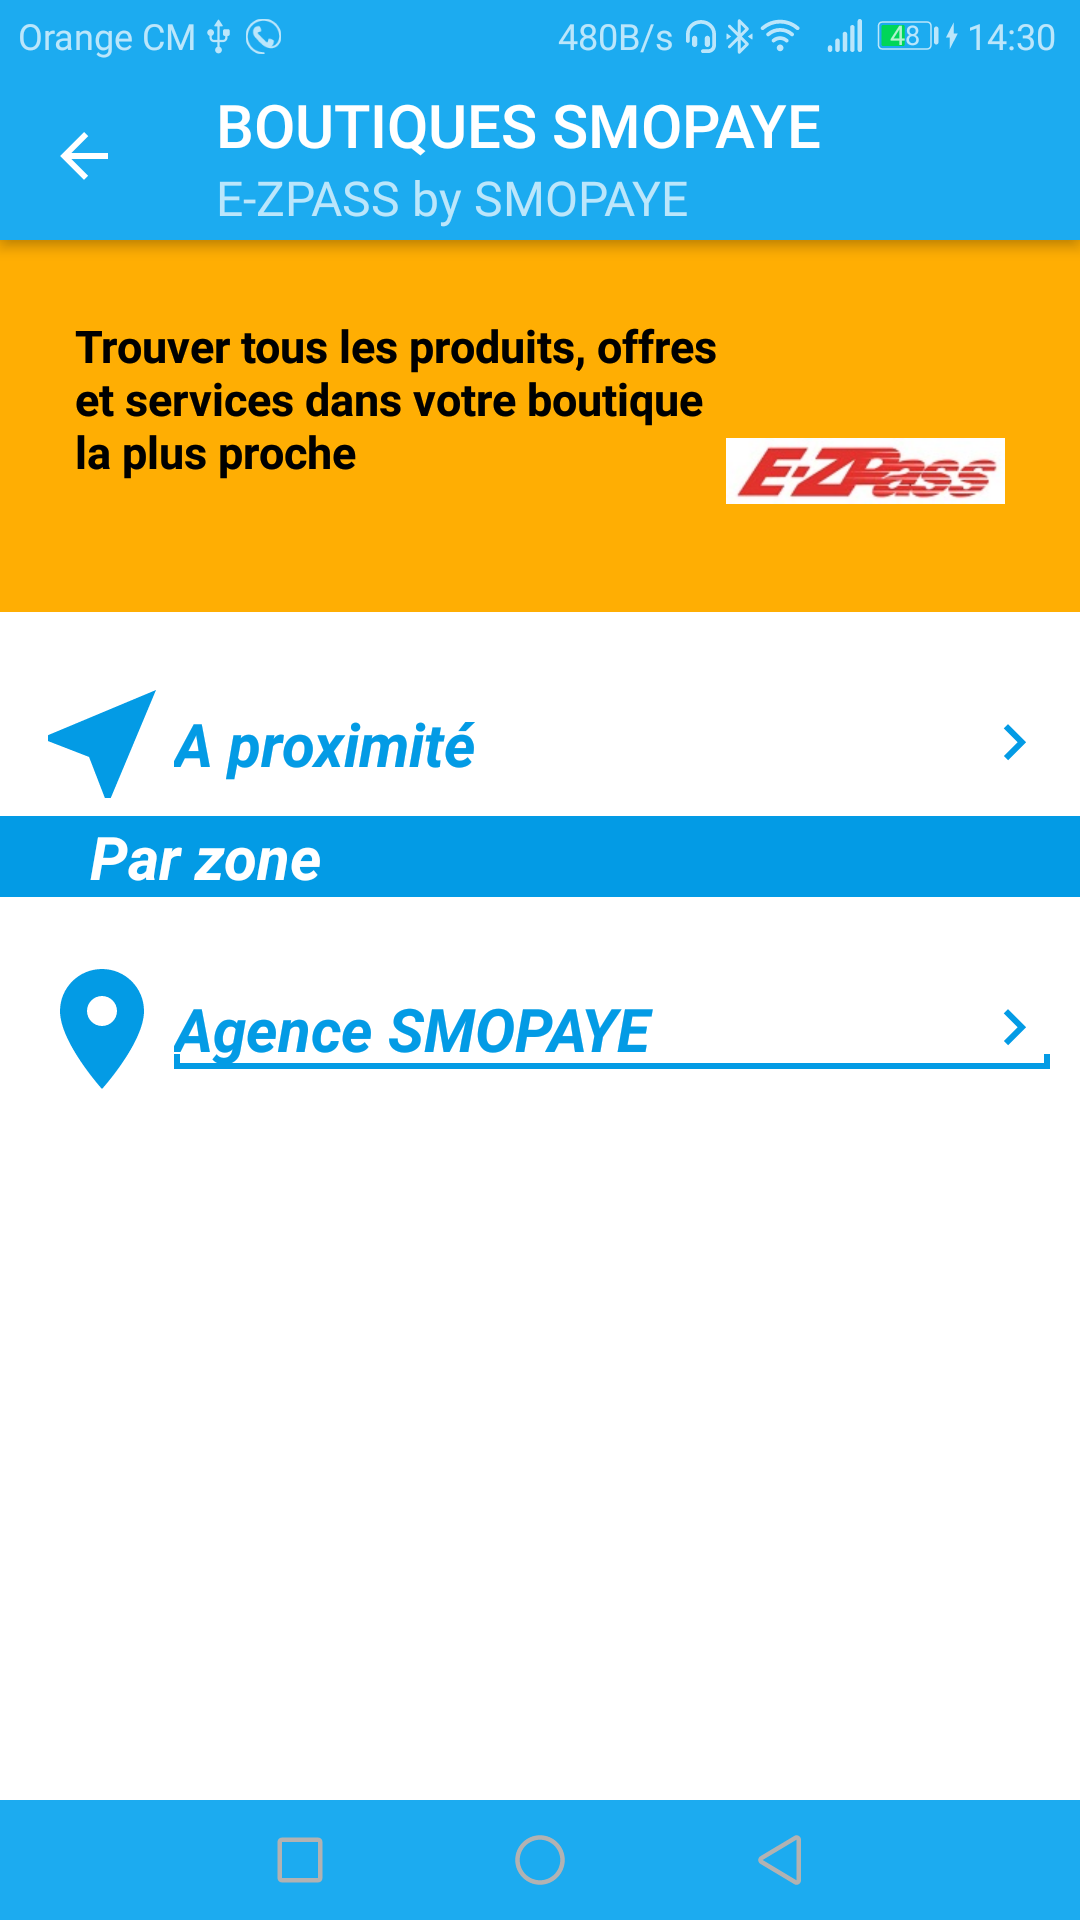 Orange CM 480B/s 48 14:30
BOUTIQUES SMOPAYE
E-ZPASS by SMOPAYE
Trouver tous les produits, offres
et services dans votre boutique
la plus proche
E-ZPass
A proximité
Par zone
Agence SMOPAYE